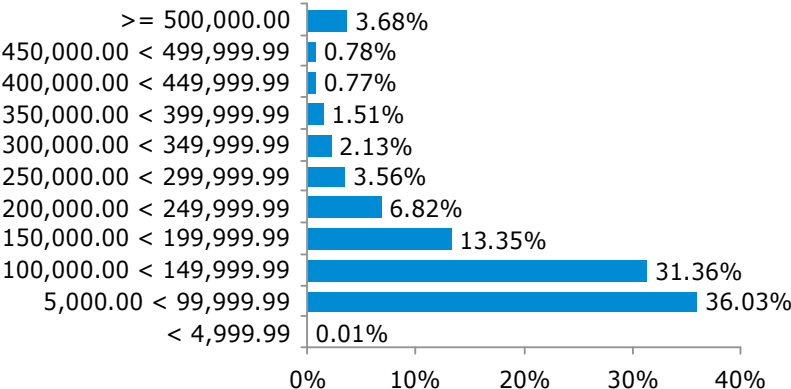 >= 500,000.00 3.68%
450,000.00 < 499,999.99 0.78%
400,000.00 < 449,999.99 0.77%
350,000.00 < 399,999.99 1.51%
300,000.00 < 349,999.99 2.13%
250,000.00 < 299,999.99 3.56%
200,000.00 < 249,999.99 6.82%
150,000.00 < 199,999.99 13.35%
100,000.00 < 149,999.99 31.36%
5,000.00 < 99,999.99 36.03%
< 4,999.99 0.01%
0% 10% 20% 30% 40%